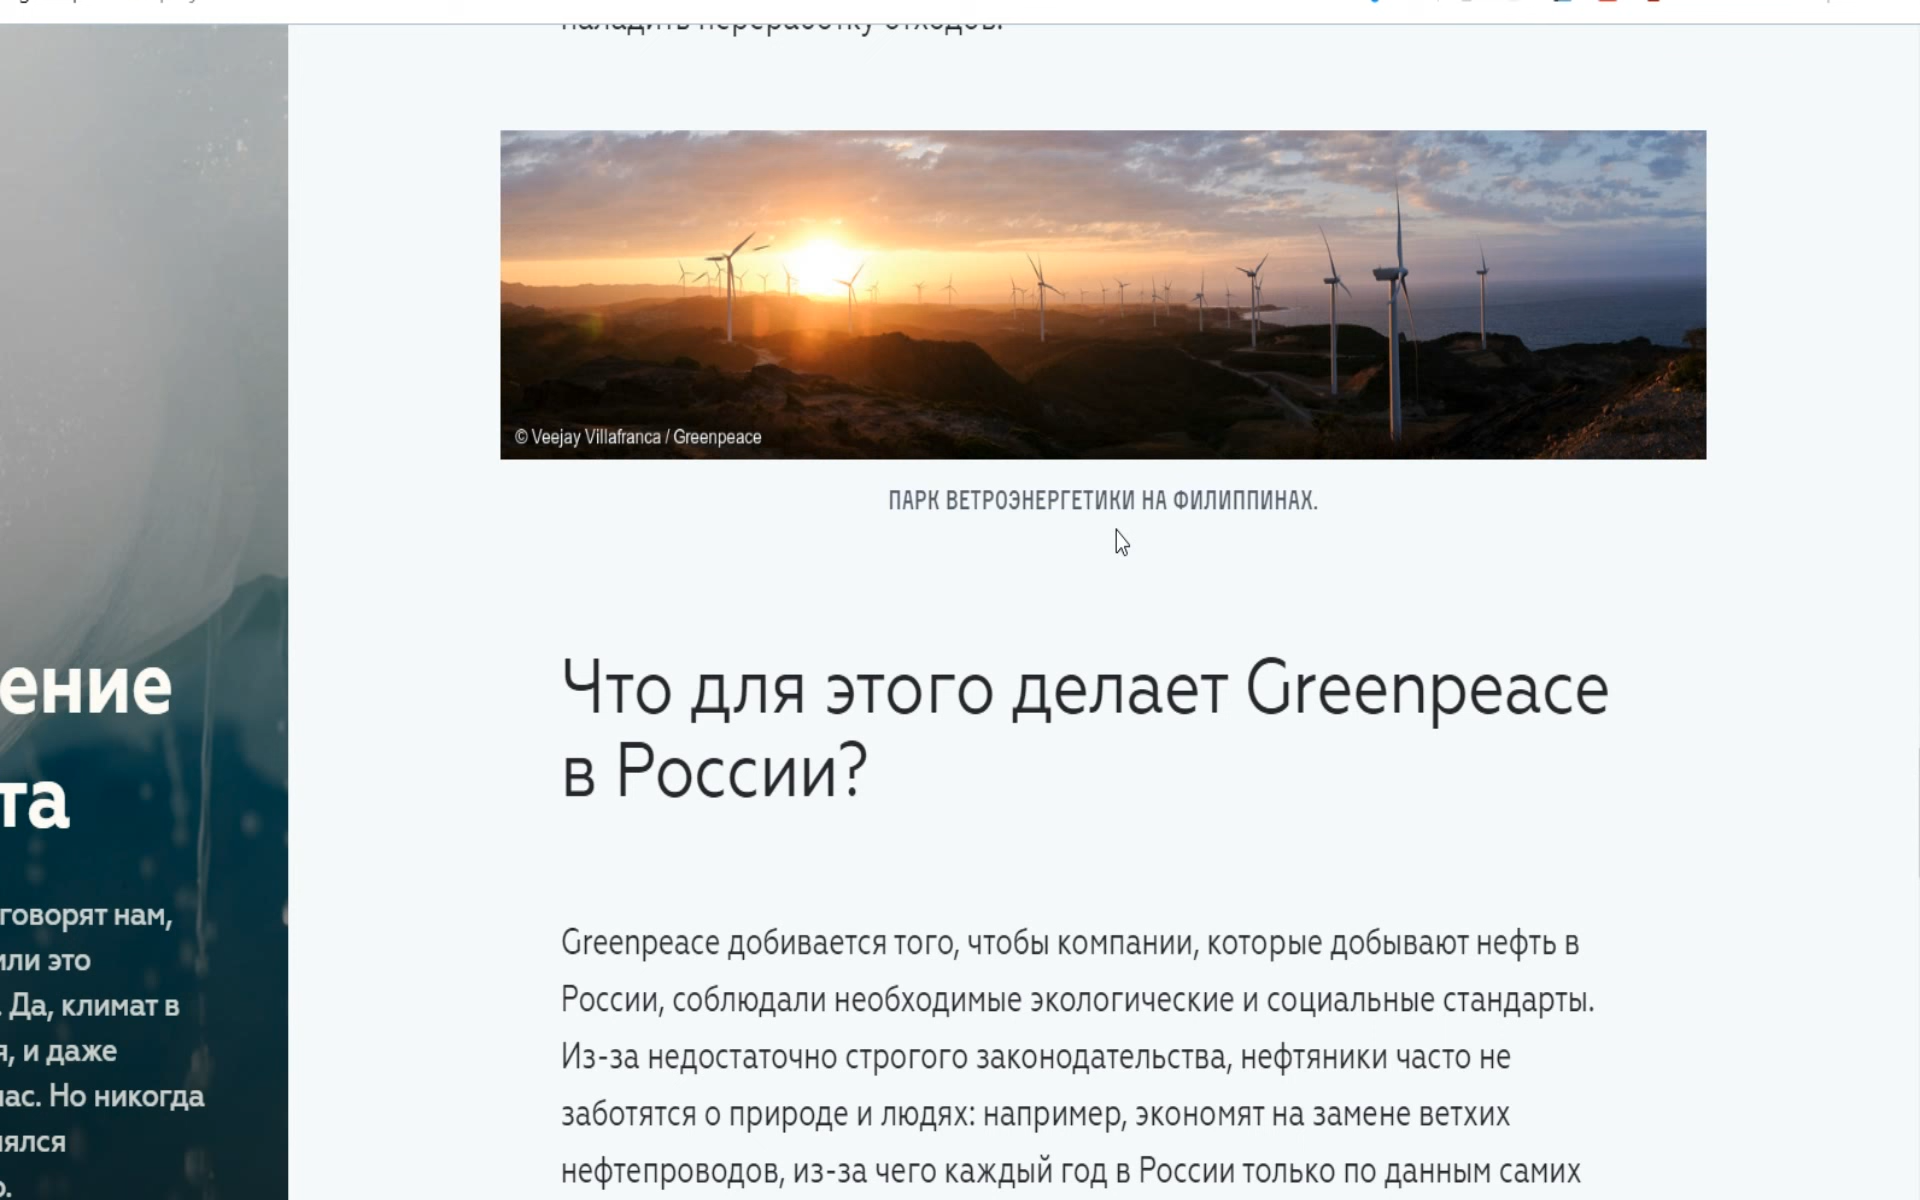 наладить переработку отходов.
© Veejay Villafranca / Greenpeace
ПАРК ВЕТРОЭНЕРГЕТИКИ НА ФИЛИППИНАХ.
ение
та
говорят нам,
или это
. Да, климат в
я, и даже
нас. Но никогда
нялся
о.
Что для этого делает Greenpeace
в России?
Greenpeace добивается того, чтобы компании, которые добывают нефть в
России, соблюдали необходимые экологические и социальные стандарты.
Из-за недостаточно строгого законодательства, нефтяники часто не
заботятся о природе и людях: например, экономят на замене ветхих
нефтепроводов, из-за чего каждый год в России только по данным самих